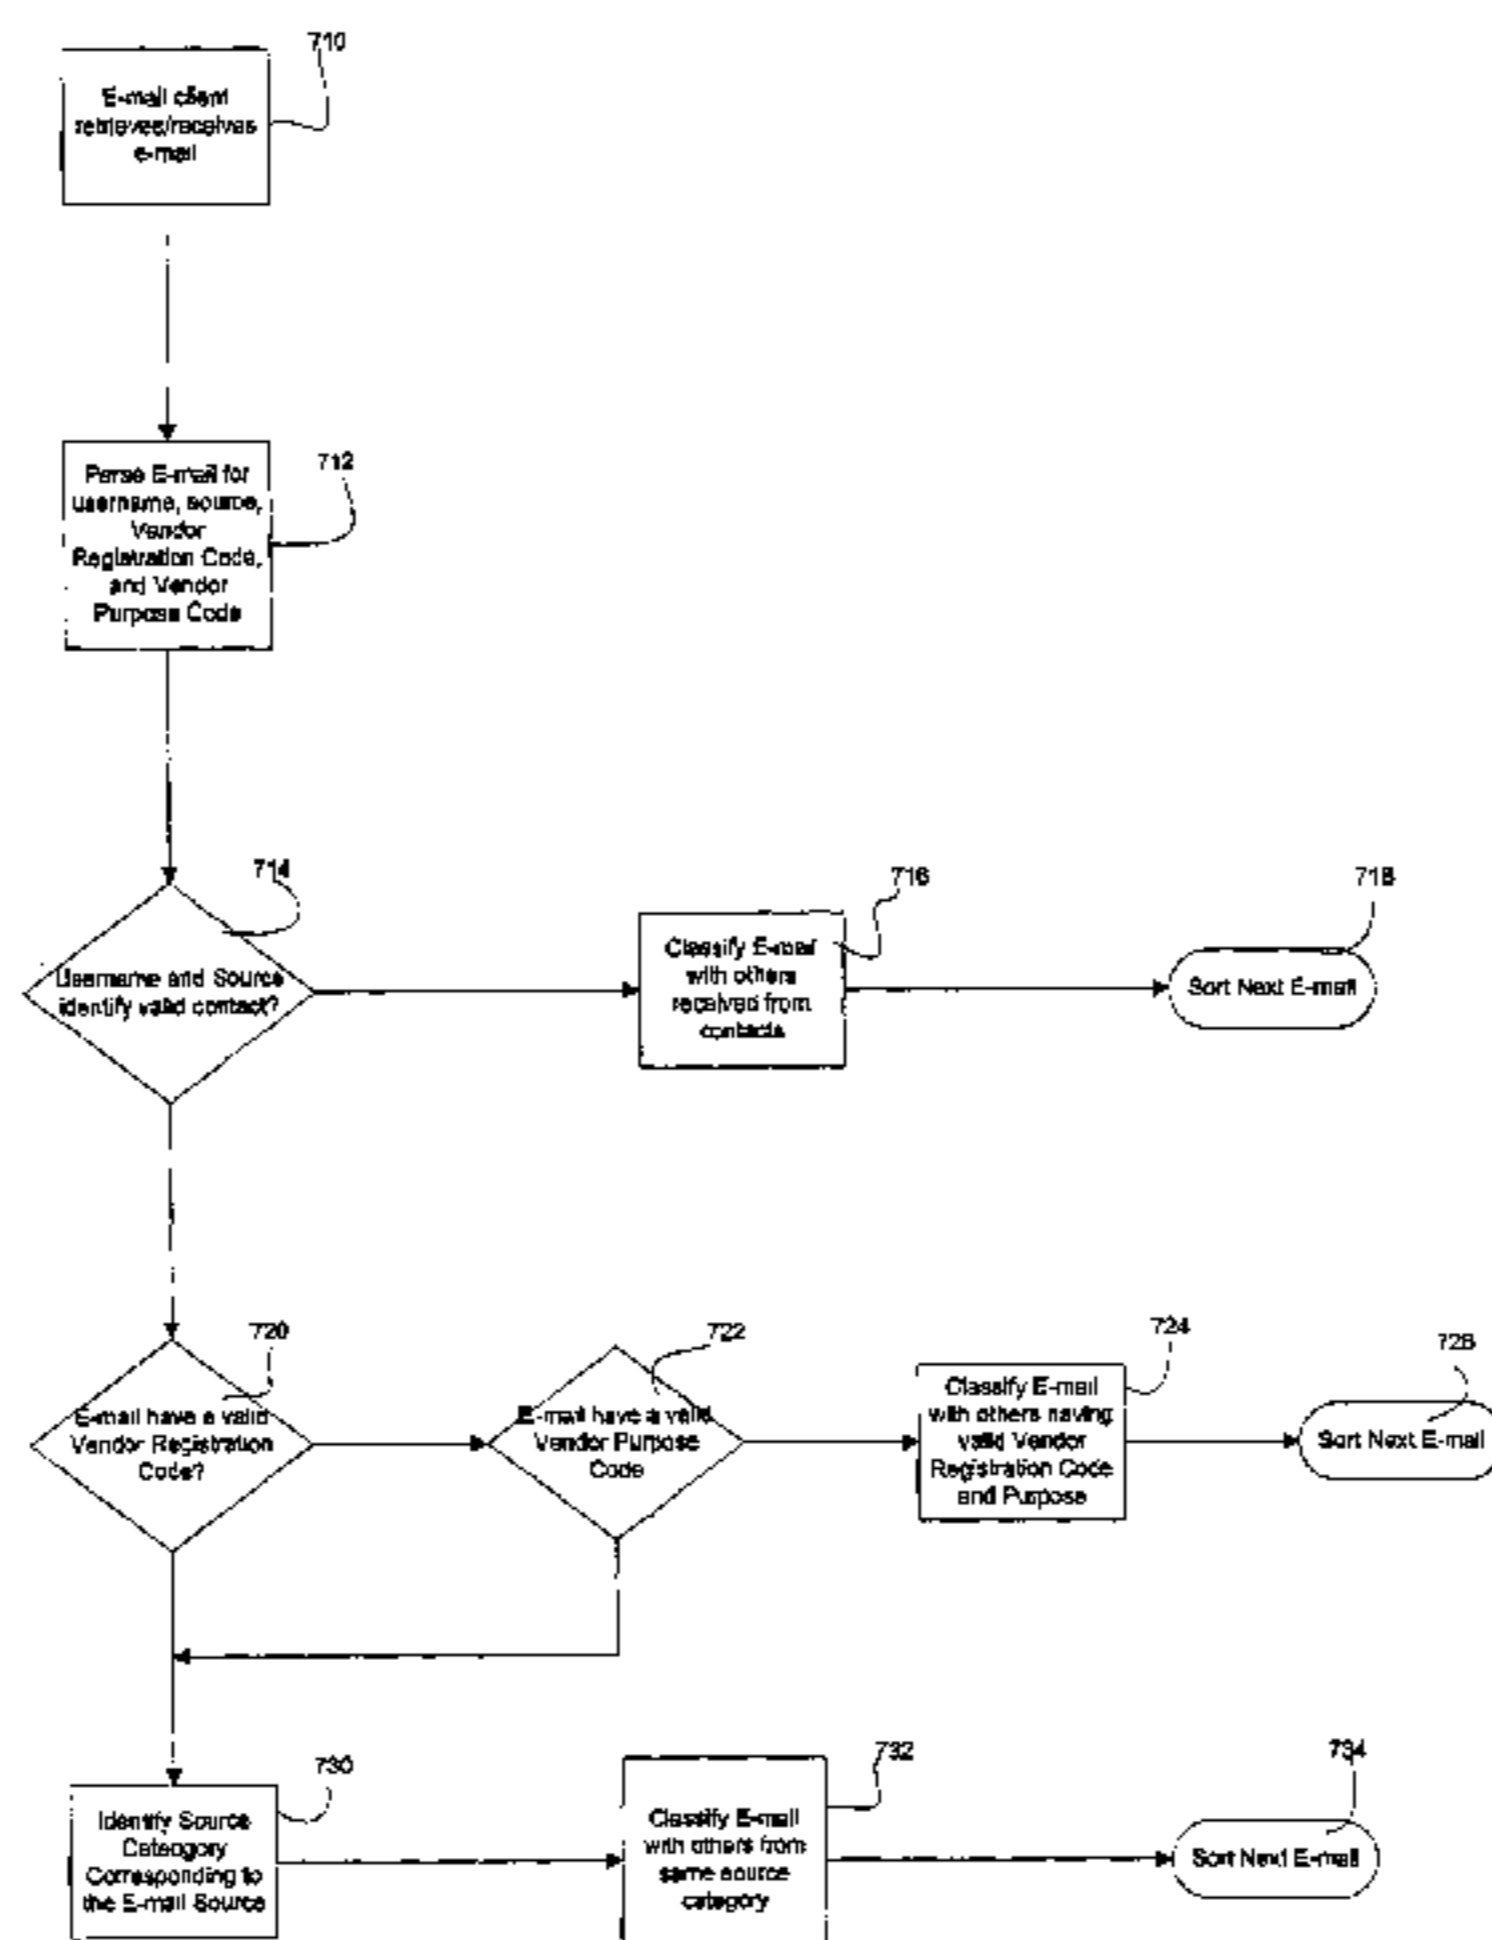 710
E-mail client
retrieves/receives
e-mail
712
Parse E-mail for
username, source,
Vendor
Registration Code,
and Vendor
Purpose Code
714
Username and Source
identify valid contact?
716
Classify E-mail
with others
received from
contacts
718
Sort Next E-mail
720
E-mail have a valid
Vendor Registration
Code?
722
E-mail have a valid
Vendor Purpose
Code
724
Classify E-mail
with others having
valid Vendor
Registration Code
and Purpose
726
Sort Next E-mail
730
Identify Source
Cateogory
Corresponding to
the E-mail Source
732
Classify E-mail
with others from
same source
category
734
Sort Next E-mail